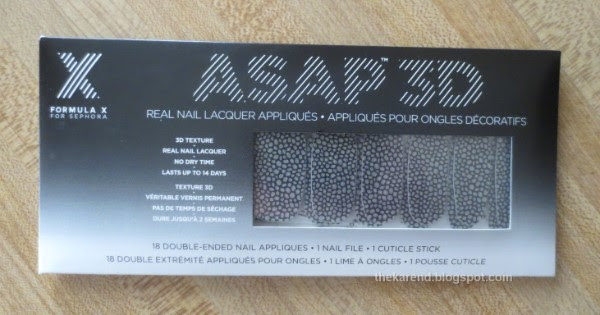 X
FORMULA X
FOR SEPHORA
ASAP™ 3D
REAL NAIL LACQUER APPLIQUÉS • APPLIQUÉS POUR ONGLES DÉCORATIFS
3D TEXTURE
•
REAL NAIL LACQUER
•
NO DRY TIME
•
LASTS UP TO 14 DAYS
TEXTURE 3D
•
VÉRITABLE VERNIS PERMANENT
•
PAS DE TEMPS DE SÉCHAGE
•
DURE JUSQU'À 2 SEMAINES
18 DOUBLE-ENDED NAIL APPLIQUES • 1 NAIL FILE • 1 CUTICLE STICK
18 DOUBLE EXTRÉMITÉ APPLIQUÉS POUR ONGLES • 1 LIME À ONGLES • 1 POUSSE CUTICLE
thekarend.blogspot.com